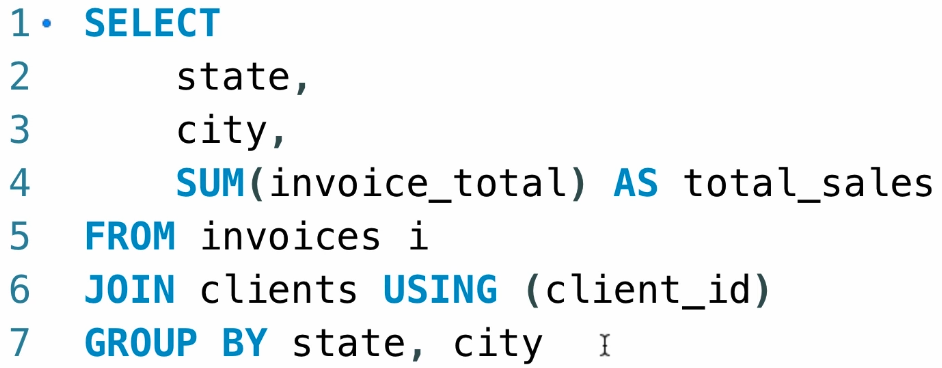 1 SELECT
2 state,
3 city,
4 SUM(invoice_total) AS total_sales
5 FROM invoices i
6 JOIN clients USING (client_id)
7 GROUP BY state, city